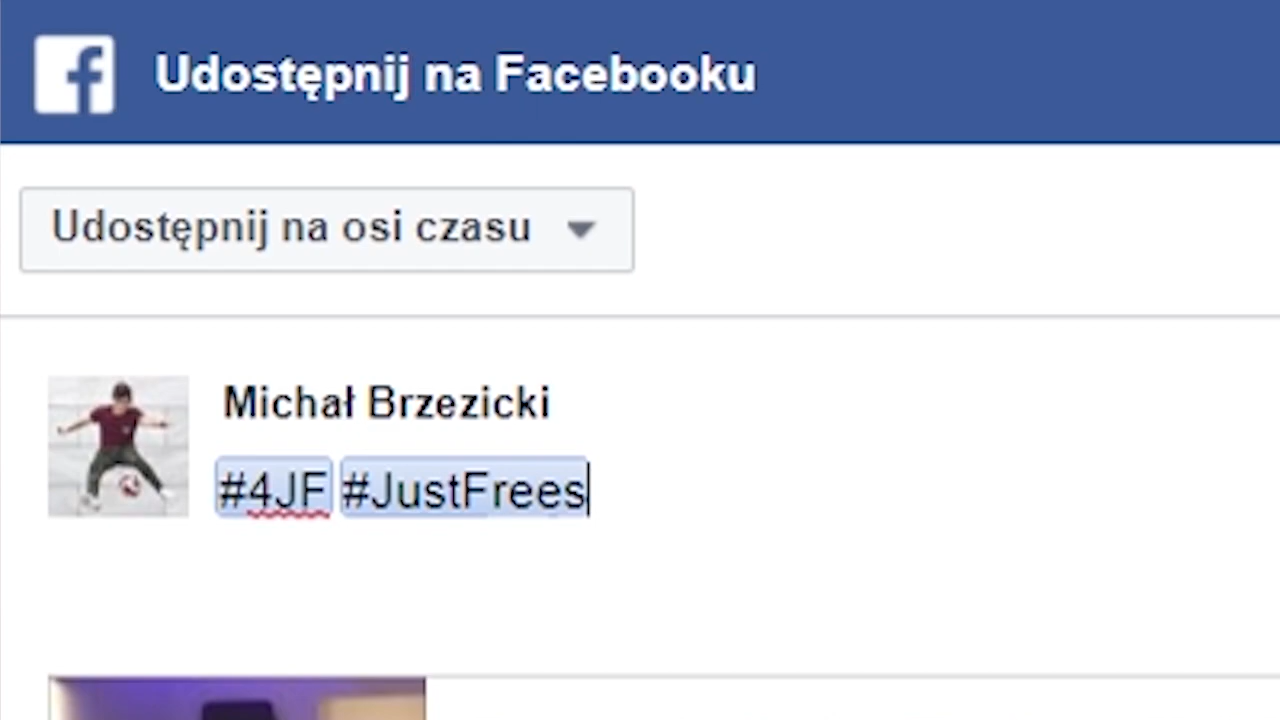 Udostępnij na Facebooku
Udostępnij na osi czasu
Michał Brzezicki
#4JF #JustFrees